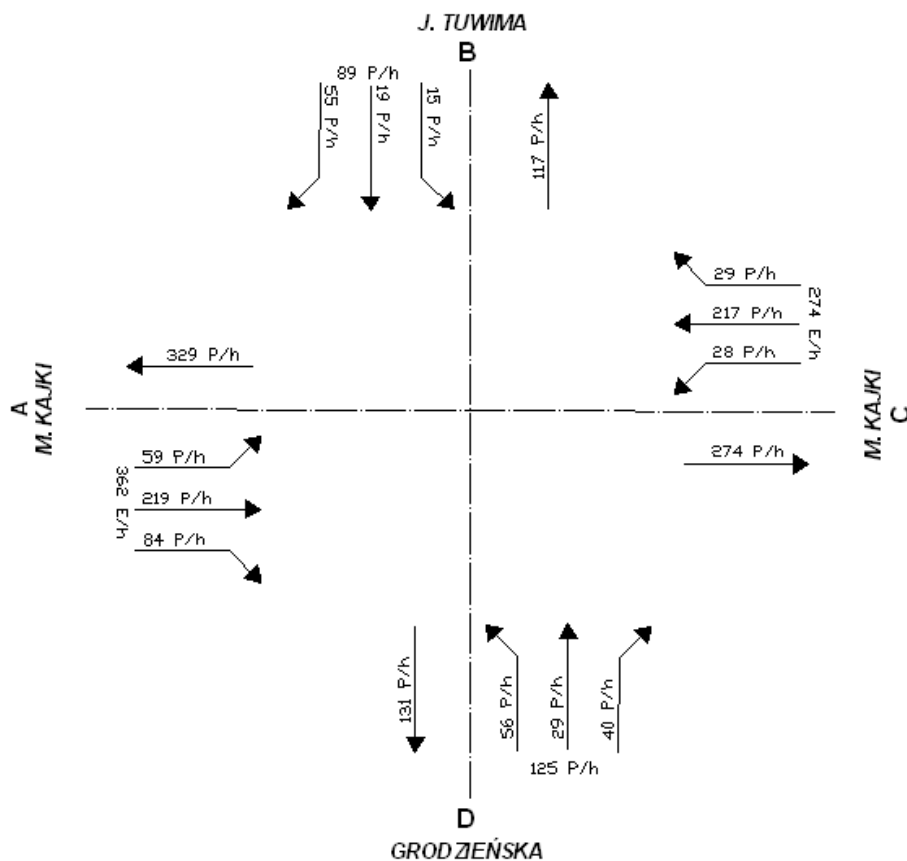 J. TUWIMA
B
89 P/h
55 P/h
19 P/h
15 P/h
117 P/h
29 P/h
217 P/h
28 P/h
274 E/h
329 P/h
A
M. KAJKI
M. KAJKI
C
59 P/h
219 P/h
84 P/h
362 E/h
274 P/h
131 P/h
56 P/h
29 P/h
40 P/h
125 P/h
D
GRODZIEŃSKA